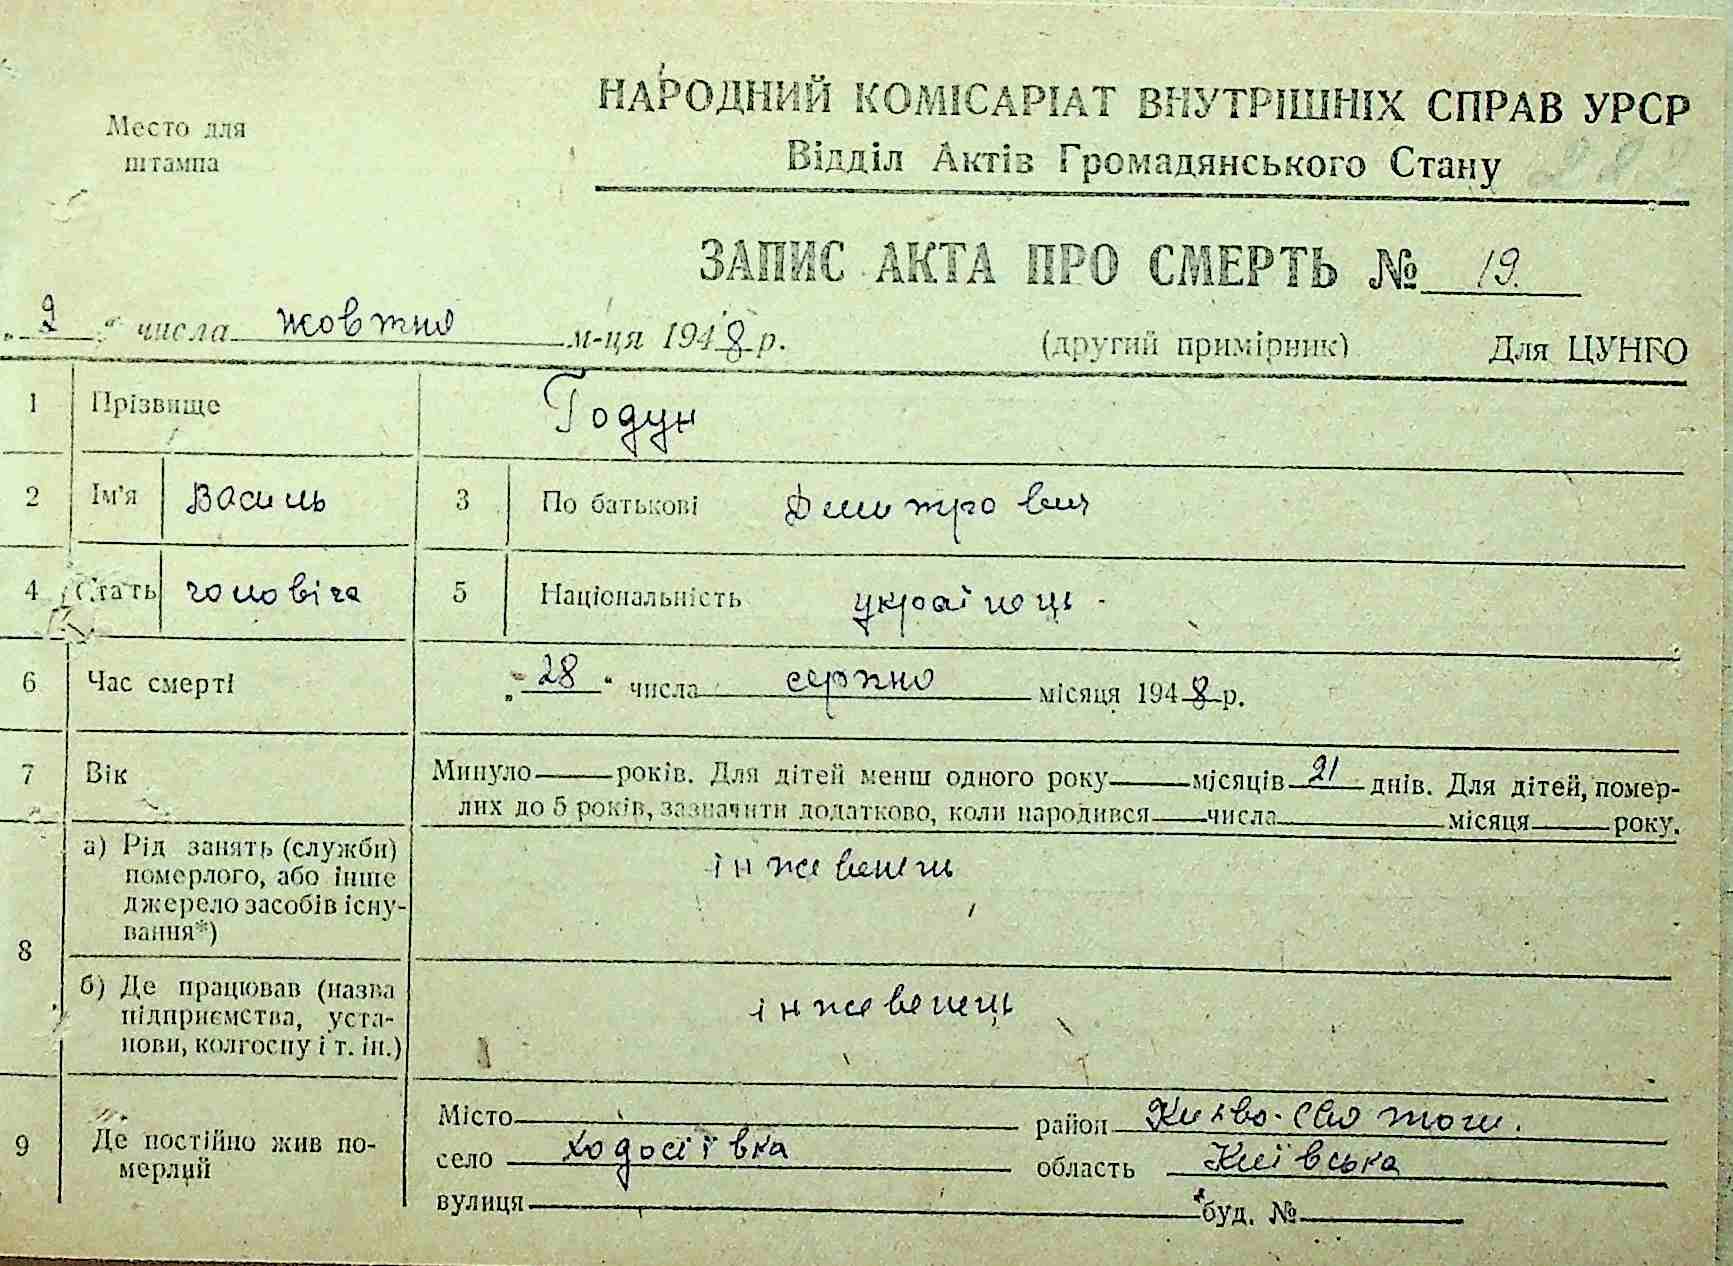 Место для
штампа
НАРОДНИЙ КОМІСАРІАТ ВНУТРІШНІХ СПРАВ УРСР
Відділ Актів Громадянського Стану
ЗАПИС АКТА ПРО СМЕРТЬ № 19.
„ 9 “ числа жовтня м-ця 1948 р.
(другий примірник) Для ЦУНГО
1 Прізвище Годун
2 Ім'я Василь 3 По батькові Дмитрович
4 Стать чоловіча 5 Національність українець
6 Час смерті „28“ числа серпня місяця 1948 р.
7 Вік Минуло років. Для дітей менш одного року місяців 21 днів. Для дітей, помер-
лих до 5 років, зазначити додатково, коли народився числа місяця року.
8 а) Рід занять (служби)
померлого, або інше
джерело засобів існу-
вання*)
іжевенець
б) Де працював (назва
підприємства, уста-
нови, колгоспу і т. ін.)
іжевенець
9 Де постійно жив по-
мерлий
Місто район Києво-Святош.
село Ходосіївка область Київська
вулиця буд. №